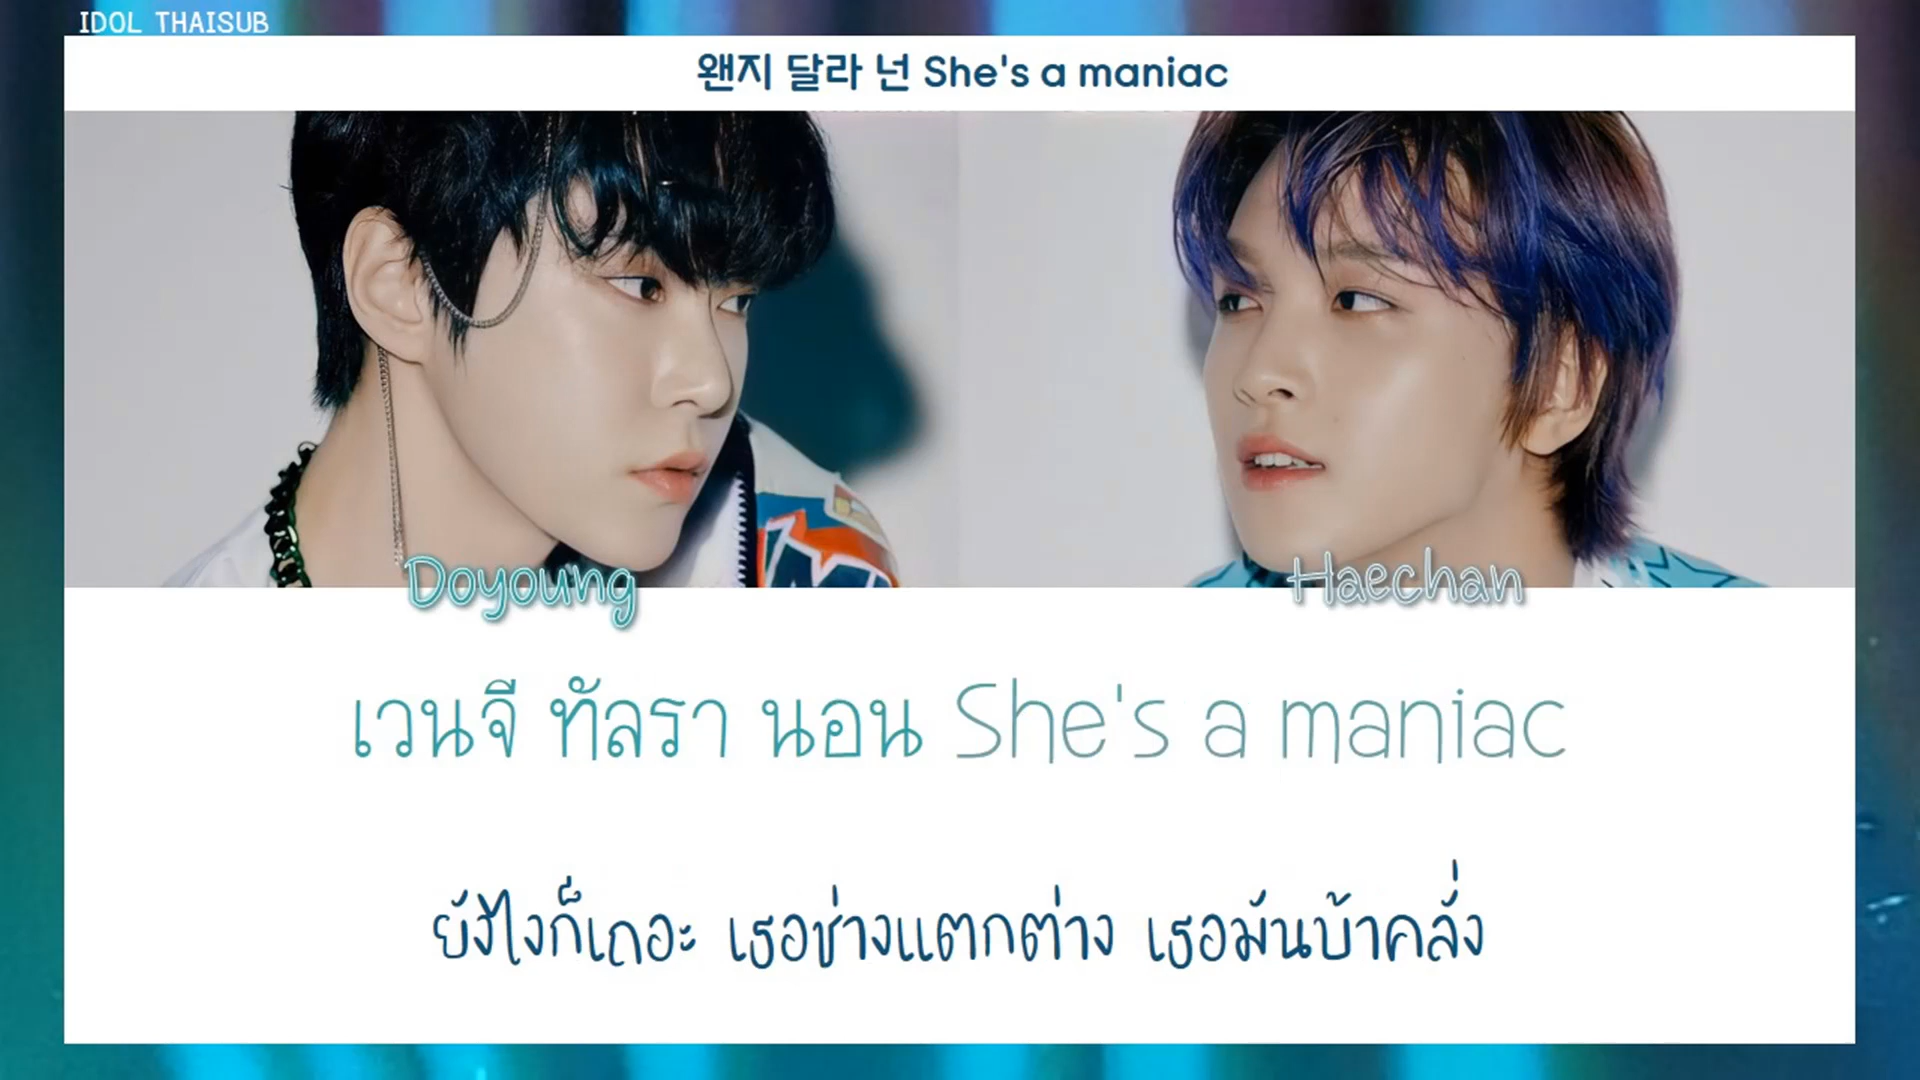 IDOL THAISUB
왠지 달라 넌 She's a maniac
Doyoung
Haechan
เวนจี ทัลรา นอน She's a maniac
ยังไงก็เถอะ เธอช่างแตกต่าง เธอมันบ้าคลั่ง